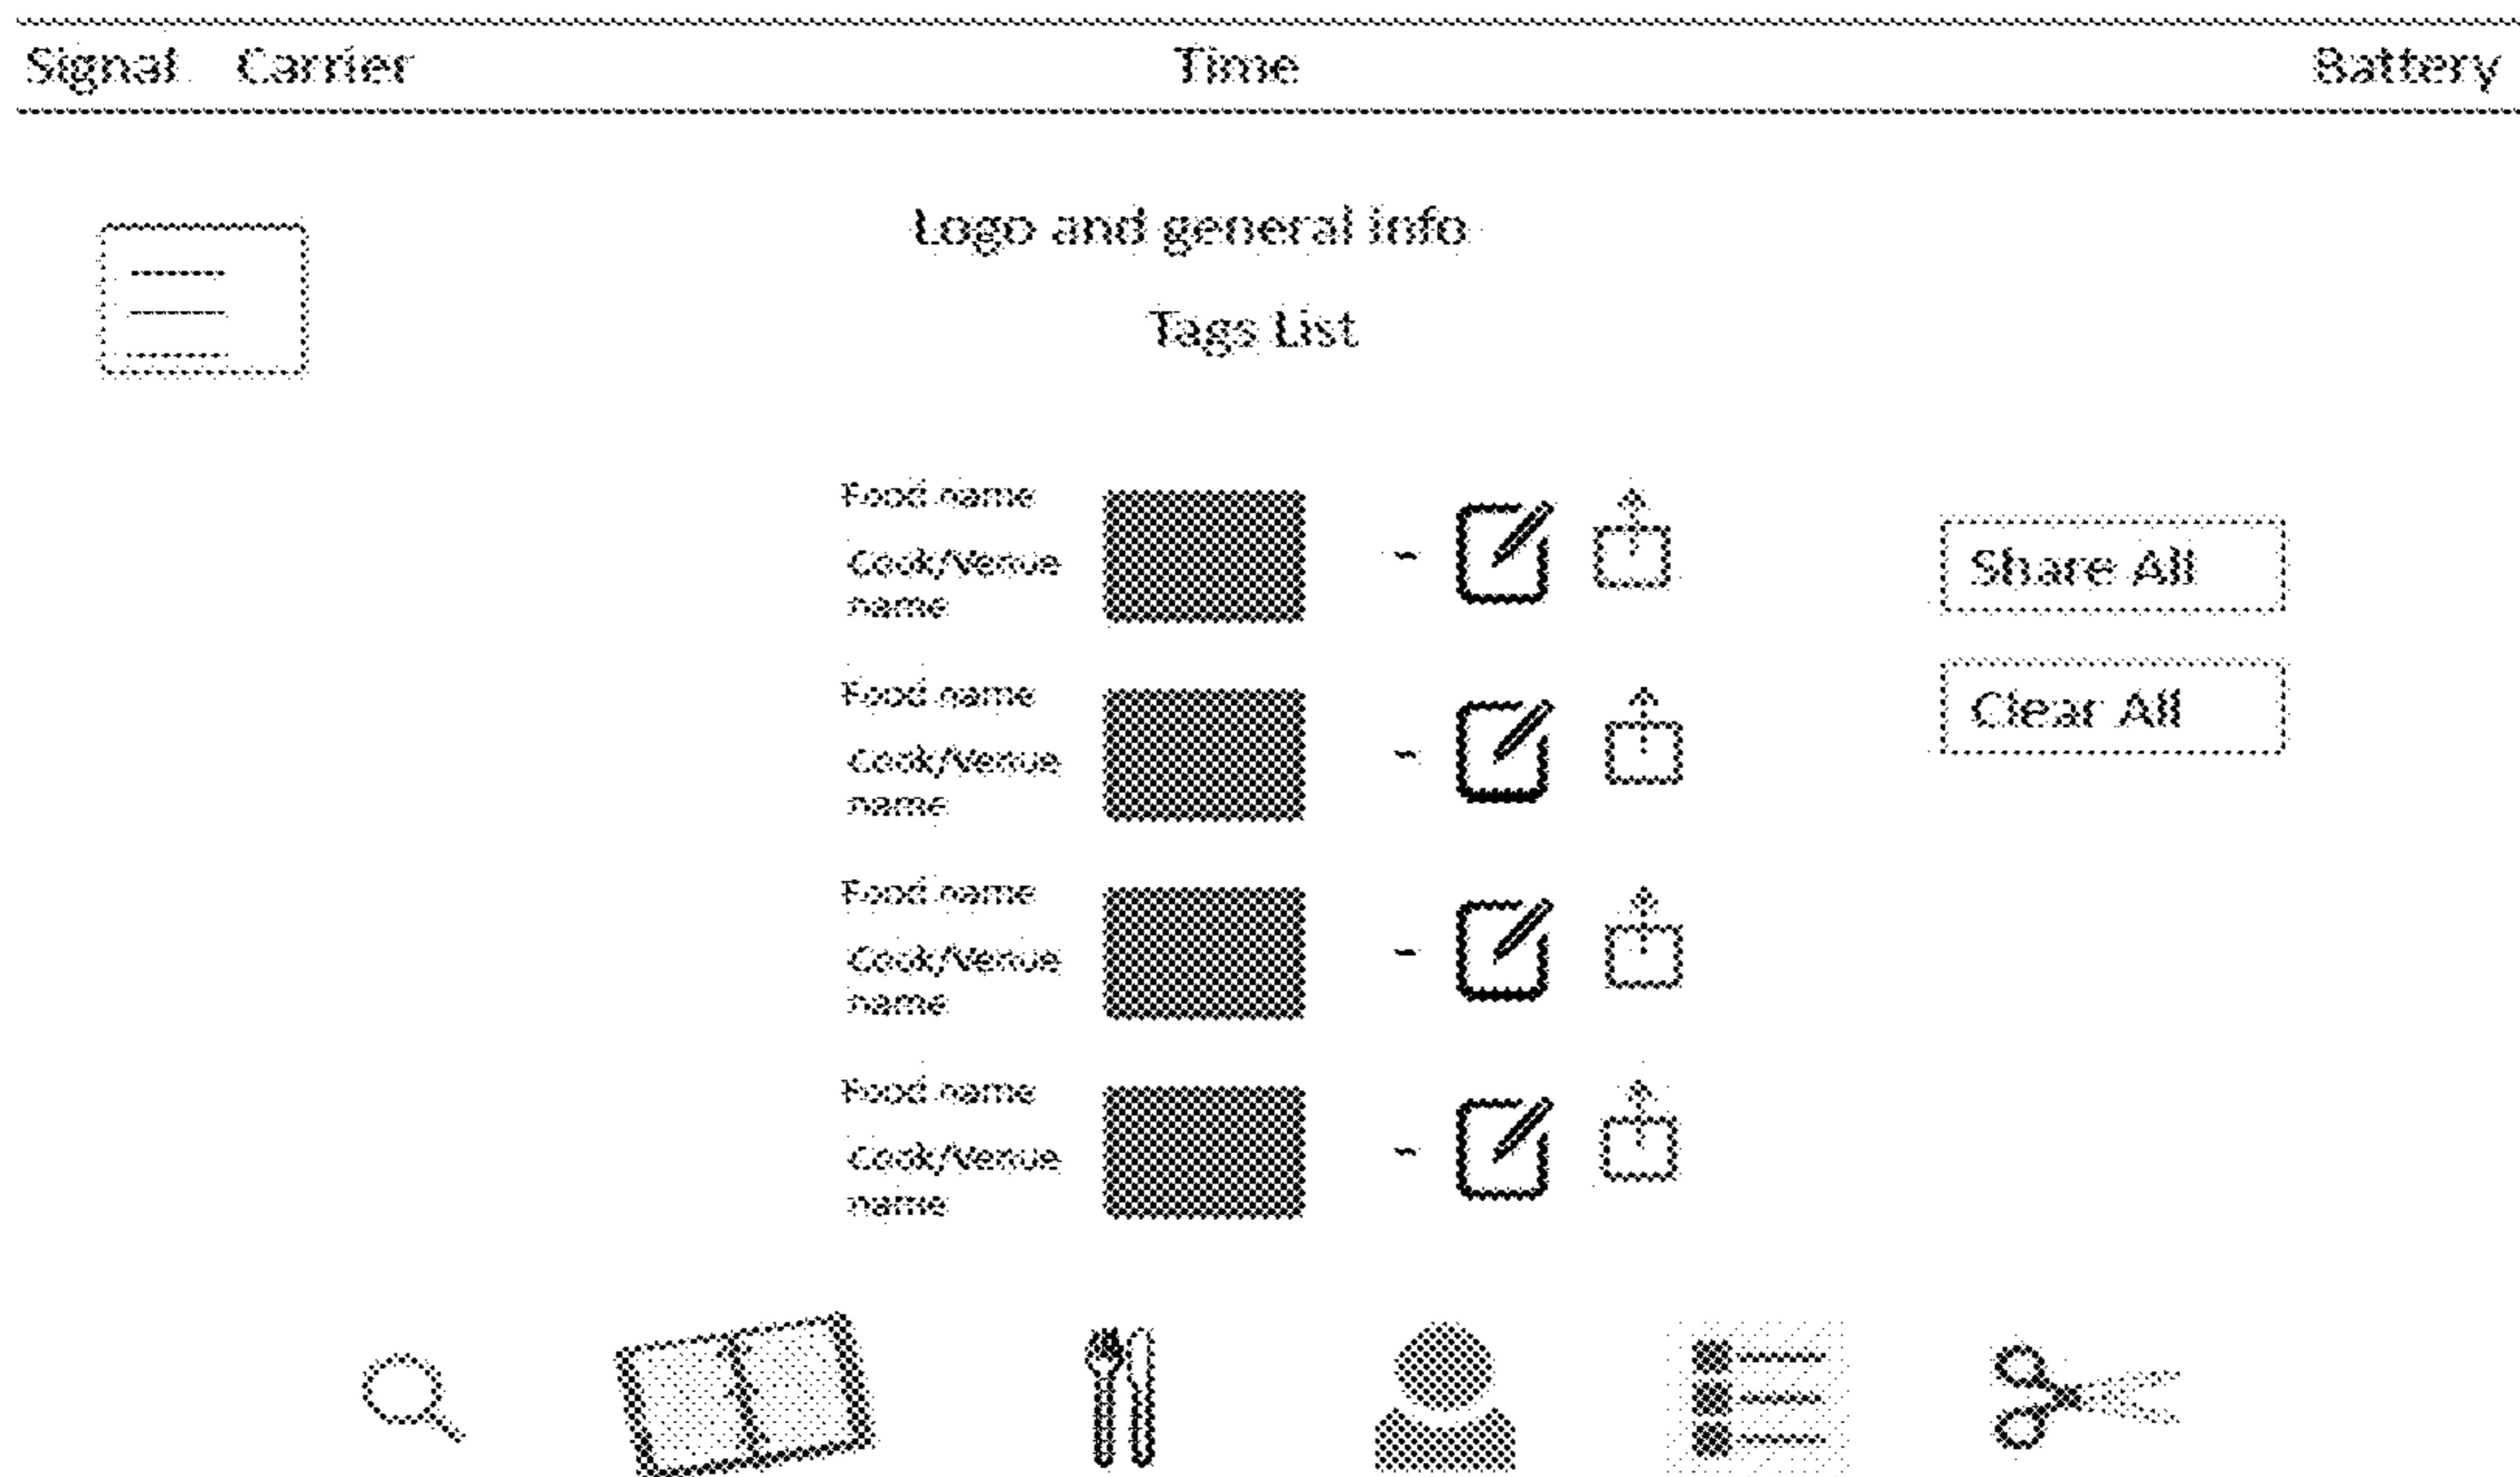 Signal Carrier Time Battery
Logo and general info
Tags List
Food name
Cook/Venue
name
-
Share All
Clear All
Food name
Cook/Venue
name
-
Food name
Cook/Venue
name
-
Food name
Cook/Venue
name
-